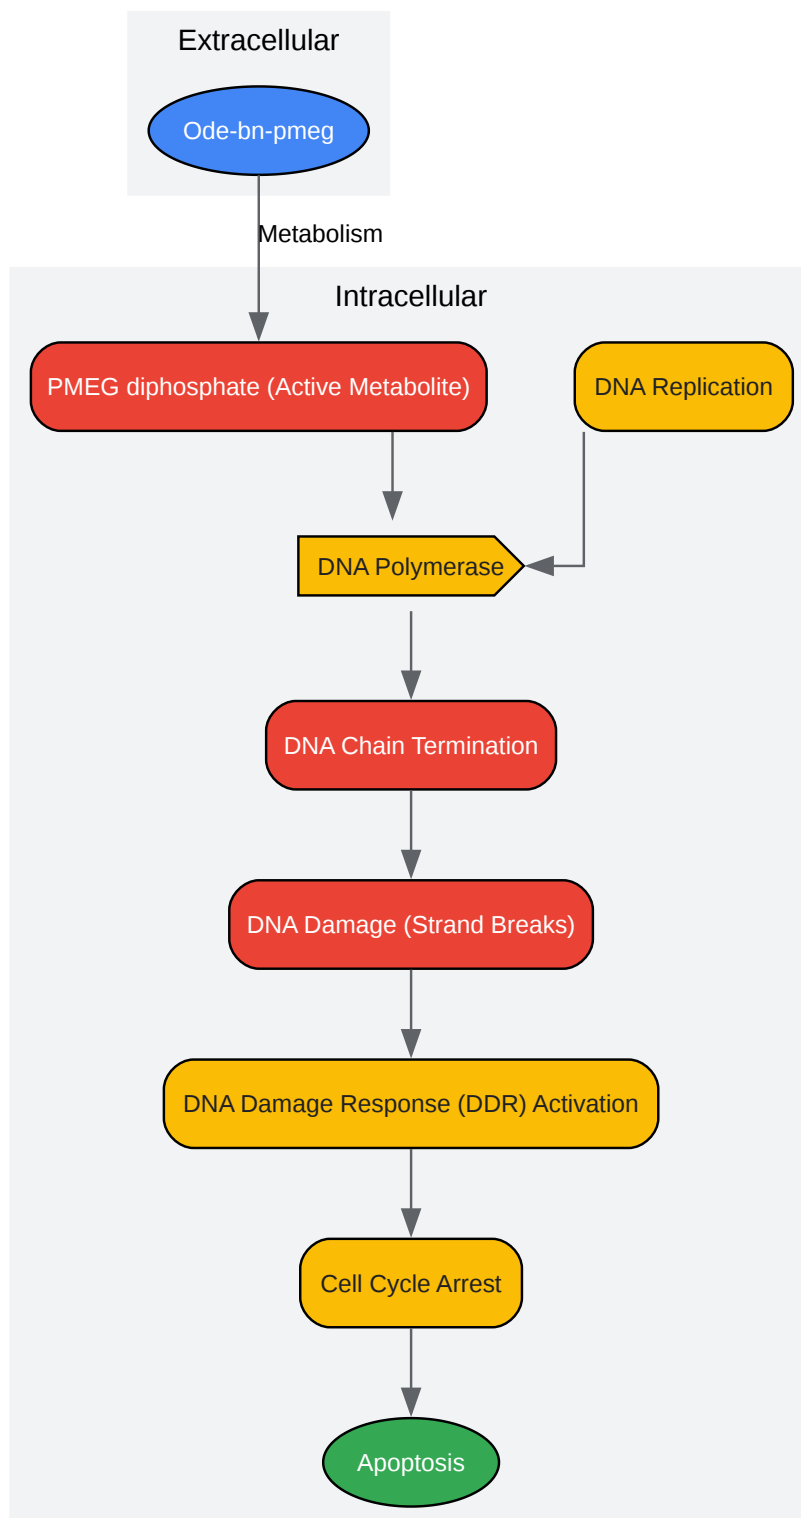 Extracellular
Ode-bn-pmeg
Metabolism
Intracellular
PMEG diphosphate (Active Metabolite)
DNA Replication
DNA Polymerase
DNA Chain Termination
DNA Damage (Strand Breaks)
DNA Damage Response (DDR) Activation
Cell Cycle Arrest
Apoptosis